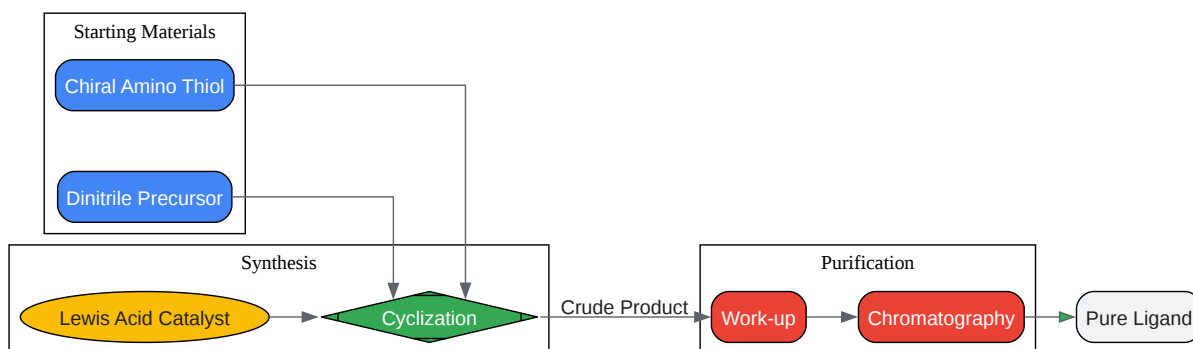 Starting Materials
Chiral Amino Thiol
Dinitrile Precursor
Synthesis
Lewis Acid Catalyst
Cyclization
Crude Product
Purification
Work-up
Chromatography
Pure Ligand